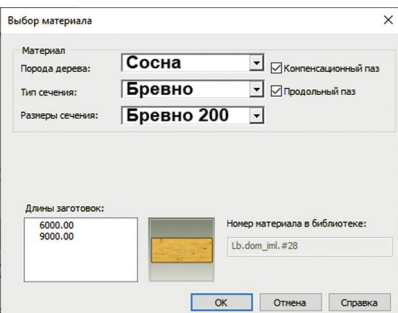 Выбор материала
Материал
Порода дерева: Сосна
Компенсационный паз
Тип сечения: Бревно
Продольный паз
Размеры сечения: Бревно 200
Длины заготовок:
6000.00
9000.00
Номер материала в библиотеке:
Lb.dom_iml.#28
OK Отмена Справка